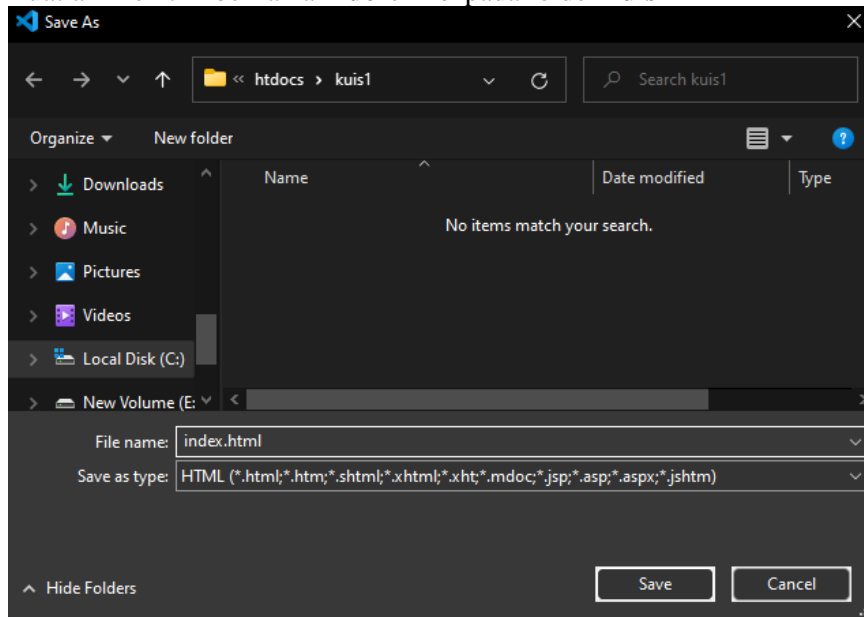 Save As
htdocs > kuis1
Search kuis1
Organize
New folder
Name
Date modified
Type
Downloads
No items match your search.
Music
Pictures
Videos
Local Disk (C:)
New Volume (E:
File name: index.html
Save as type: HTML (*.html;*.htm;*.shtml;*.xhtml;*.xht;*.mdoc;*.jsp;*.asp;*.aspx;*.jshtm)
Hide Folders
Save
Cancel